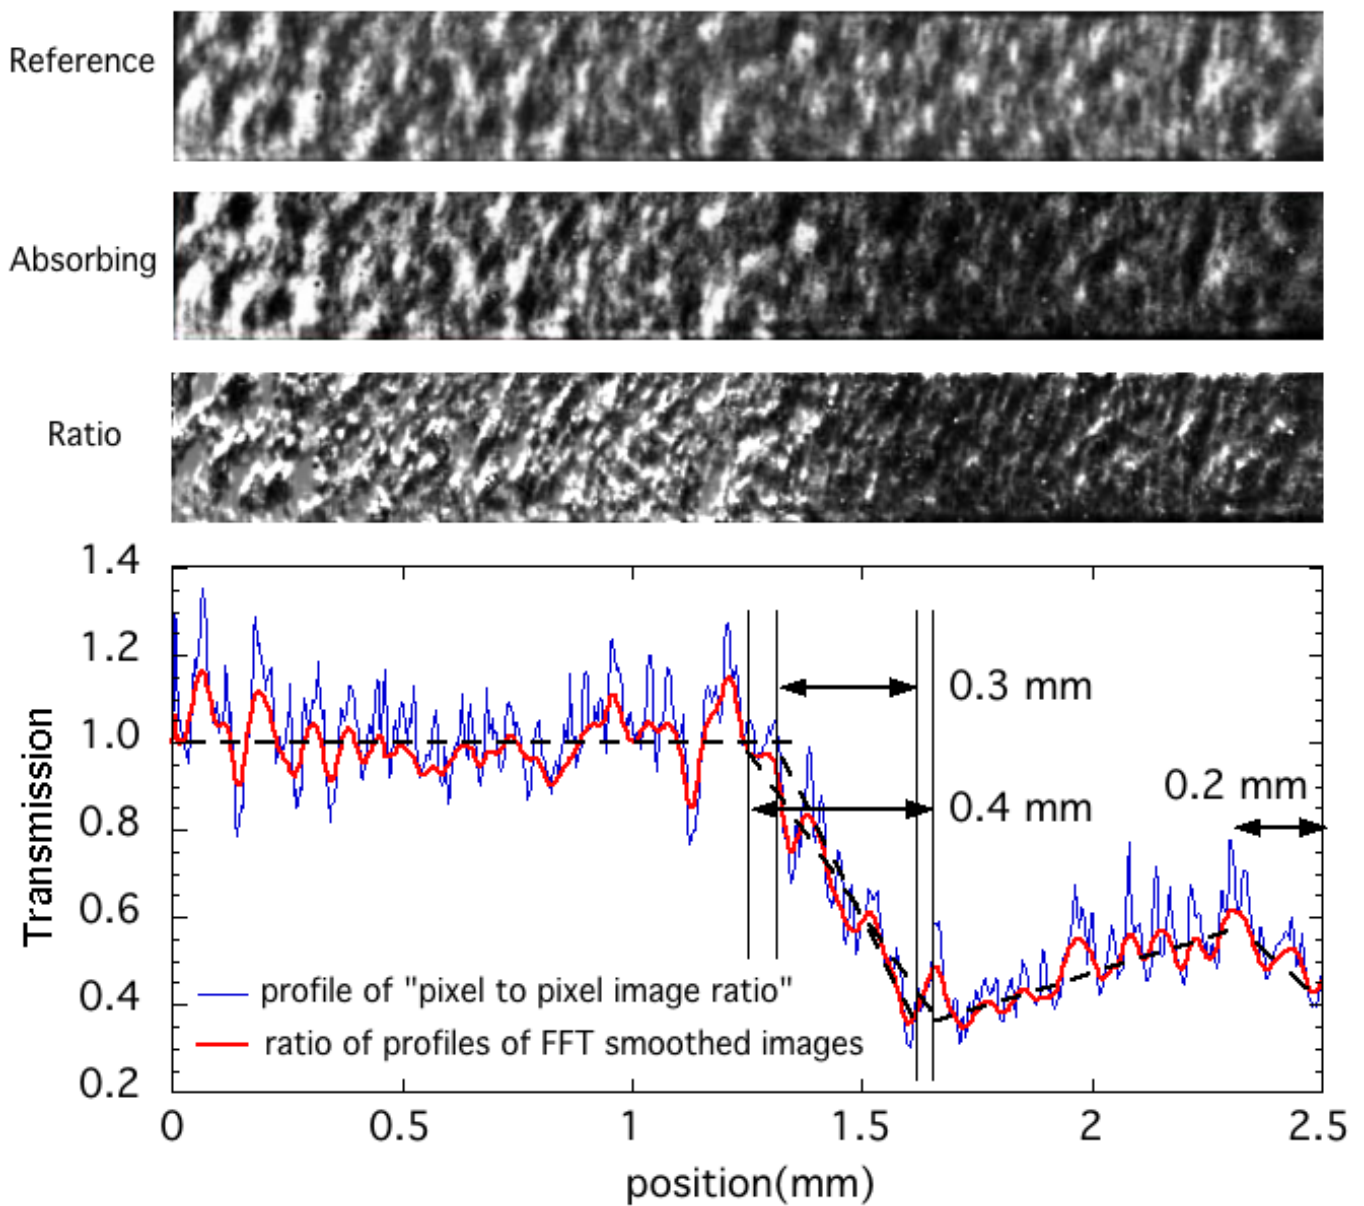 Reference
Absorbing
Ratio
Transmission
1.4
1.2
1.0
0.8
0.6
0.4
0.2
0.3 mm
0.4 mm
0.2 mm
profile of "pixel to pixel image ratio"
ratio of profiles of FFT smoothed images
0 0.5 1 1.5 2 2.5
position(mm)